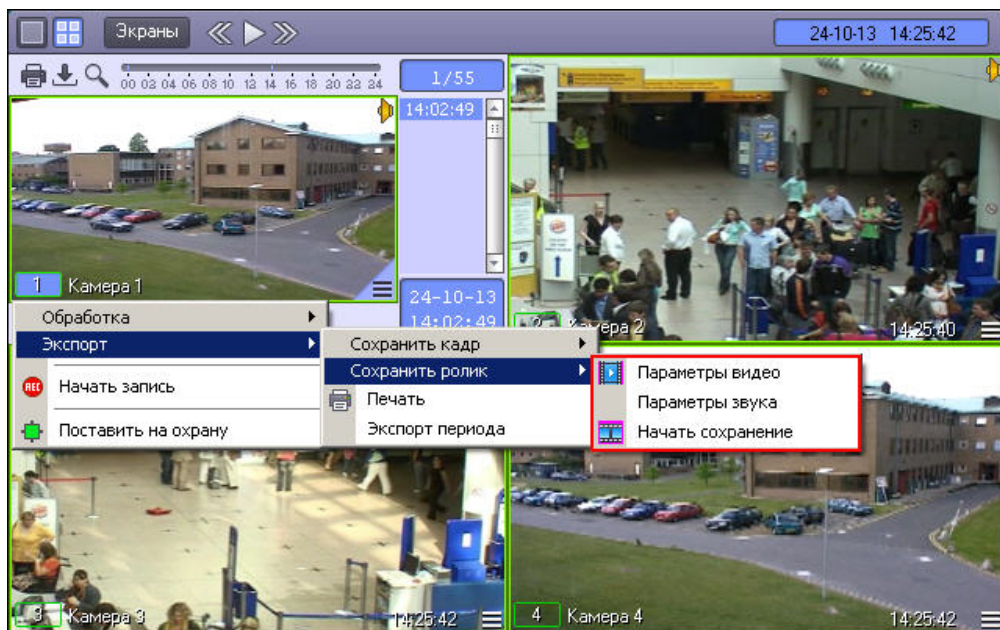 Экраны
24-10-13 14:25:42
00 02 04 06 08 10 12 14 16 18 20 22 24
1/55
14:02:49
1 Камера 1
24-10-13
14:02:49
2 Камера 2
14:25:40
Обработка
Экспорт
Начать запись
Поставить на охрану
Сохранить кадр
Сохранить ролик
Печать
Экспорт периода
Параметры видео
Параметры звука
Начать сохранение
REC
3 Камера 3
14:25:42
4 Камера 4
14:25:42